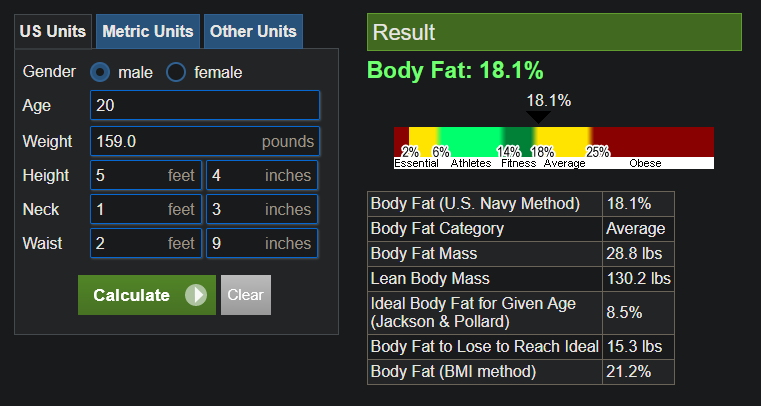 US Units Metric Units Other Units
Gender male female
Age 20
Weight 159.0 pounds
Height 5 feet 4 inches
Neck 1 feet 3 inches
Waist 2 feet 9 inches
Calculate Clear
Result
Body Fat: 18.1%
18.1%
2% 6% 14% 18% 25%
Essential Athletes Fitness Average Obese
Body Fat (U.S. Navy Method) 18.1%
Body Fat Category Average
Body Fat Mass 28.8 lbs
Lean Body Mass 130.2 lbs
Ideal Body Fat for Given Age
(Jackson & Pollard) 8.5%
Body Fat to Lose to Reach Ideal 15.3 lbs
Body Fat (BMI method) 21.2%